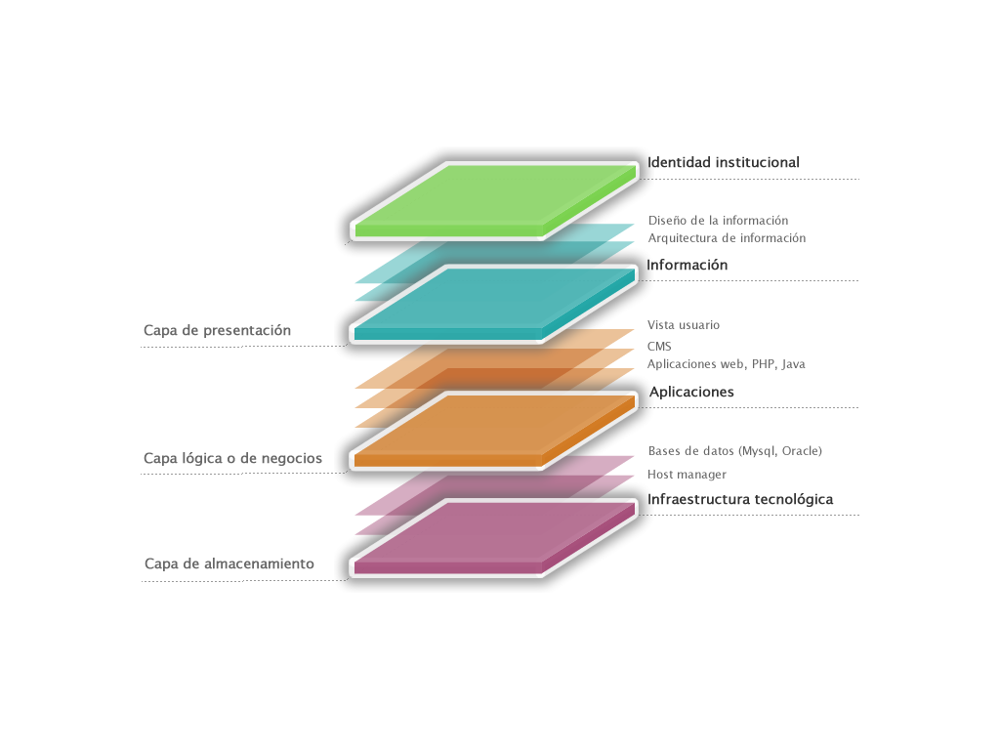 Identidad institucional
Diseño de la información
Arquitectura de información
Información
Vista usuario
Capa de presentación
CMS
Aplicaciones web, PHP, Java
Aplicaciones
Bases de datos (Mysql, Oracle)
Capa lógica o de negocios
Host manager
Infraestructura tecnológica
Capa de almacenamiento